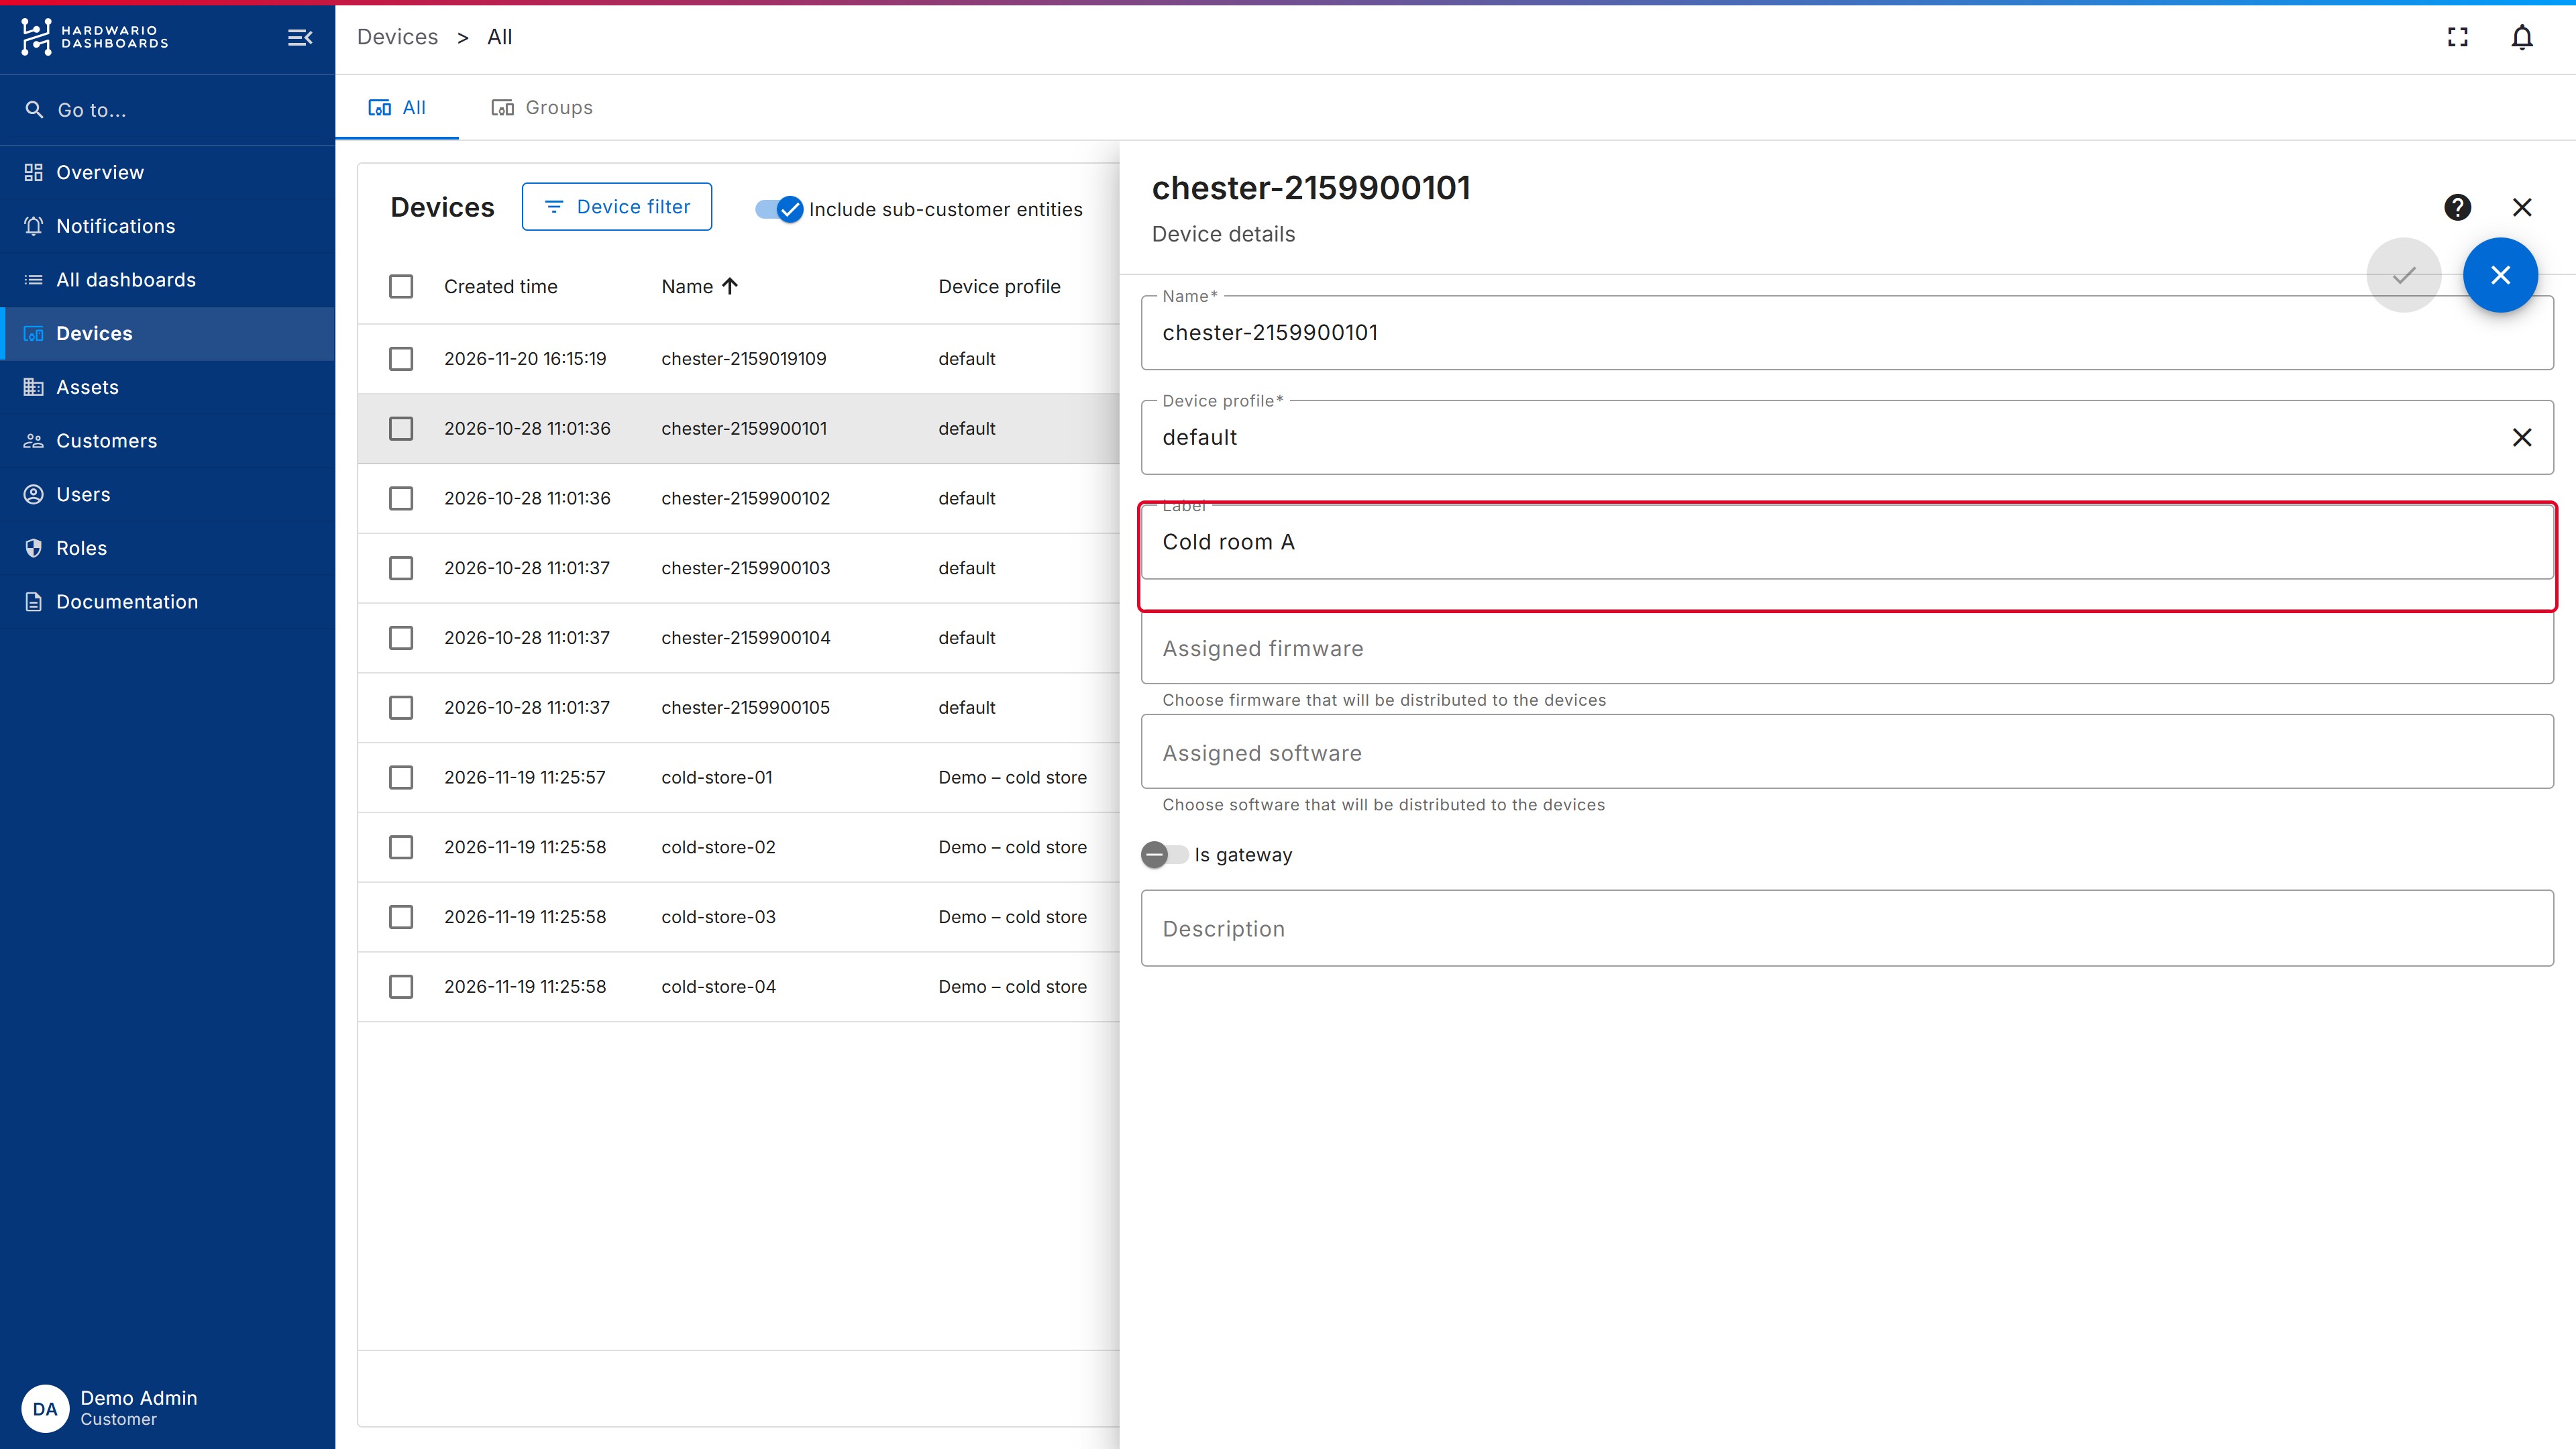 HARDWARIO
DASHBOARDS
Go to...
Overview
Notifications
All dashboards
Devices
Assets
Customers
Users
Roles
Documentation
DA
Demo Admin
Customer
Devices > All
All
Groups
Devices
Device filter
Include sub-customer entities
Created time Name Device profile
2026-11-20 16:15:19 chester-2159019109 default
2026-10-28 11:01:36 chester-2159900101 default
2026-10-28 11:01:36 chester-2159900102 default
2026-10-28 11:01:37 chester-2159900103 default
2026-10-28 11:01:37 chester-2159900104 default
2026-10-28 11:01:37 chester-2159900105 default
2026-11-19 11:25:57 cold-store-01 Demo – cold store
2026-11-19 11:25:58 cold-store-02 Demo – cold store
2026-11-19 11:25:58 cold-store-03 Demo – cold store
2026-11-19 11:25:58 cold-store-04 Demo – cold store
chester-2159900101
Device details
Name*
chester-2159900101
Device profile*
default
Label
Cold room A
Assigned firmware
Choose firmware that will be distributed to the devices
Assigned software
Choose software that will be distributed to the devices
Is gateway
Description